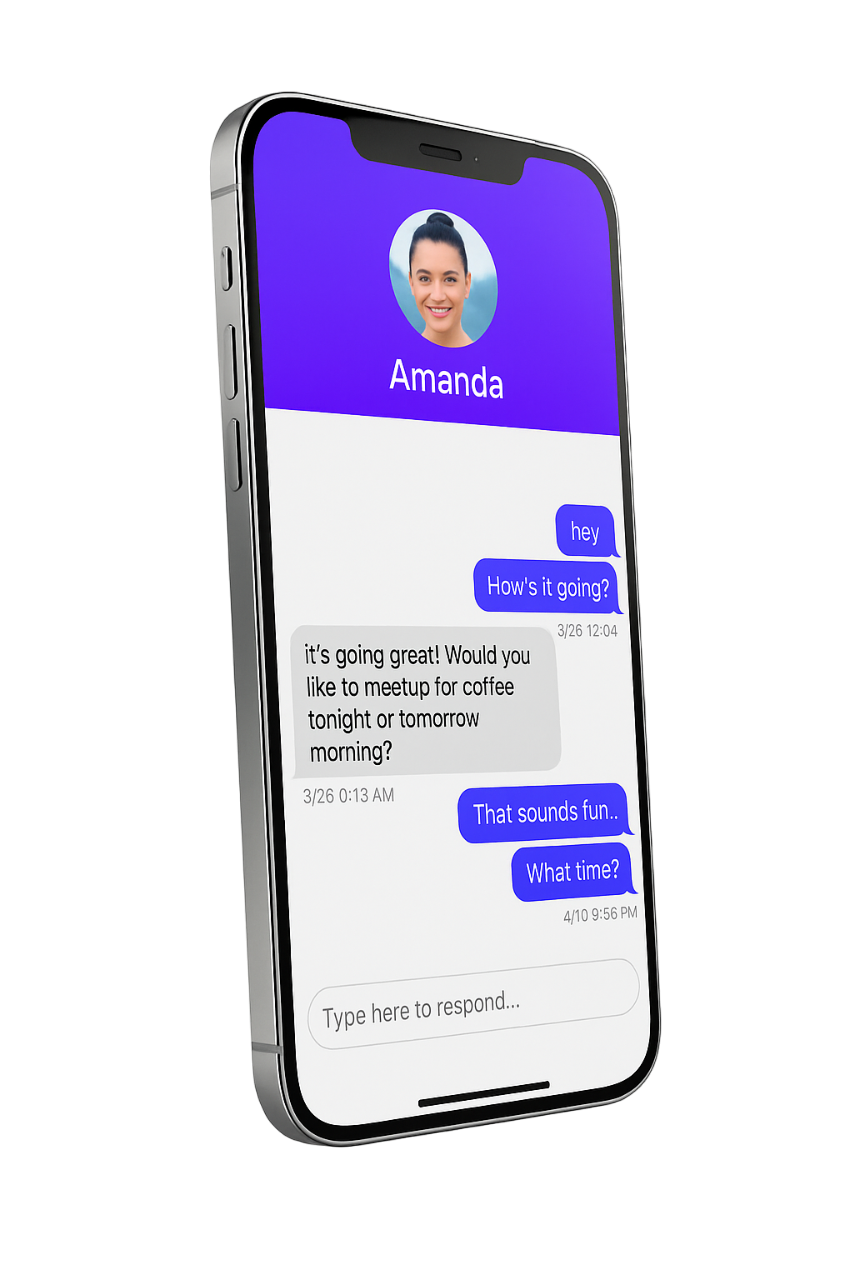 Amanda
hey
How's it going?
3/26 12:04
it's going great! Would you
like to meetup for coffee
tonight or tomorrow
morning?
3/26 0:13 AM
That sounds fun..
What time?
4/10 9:56 PM
Type here to respond...